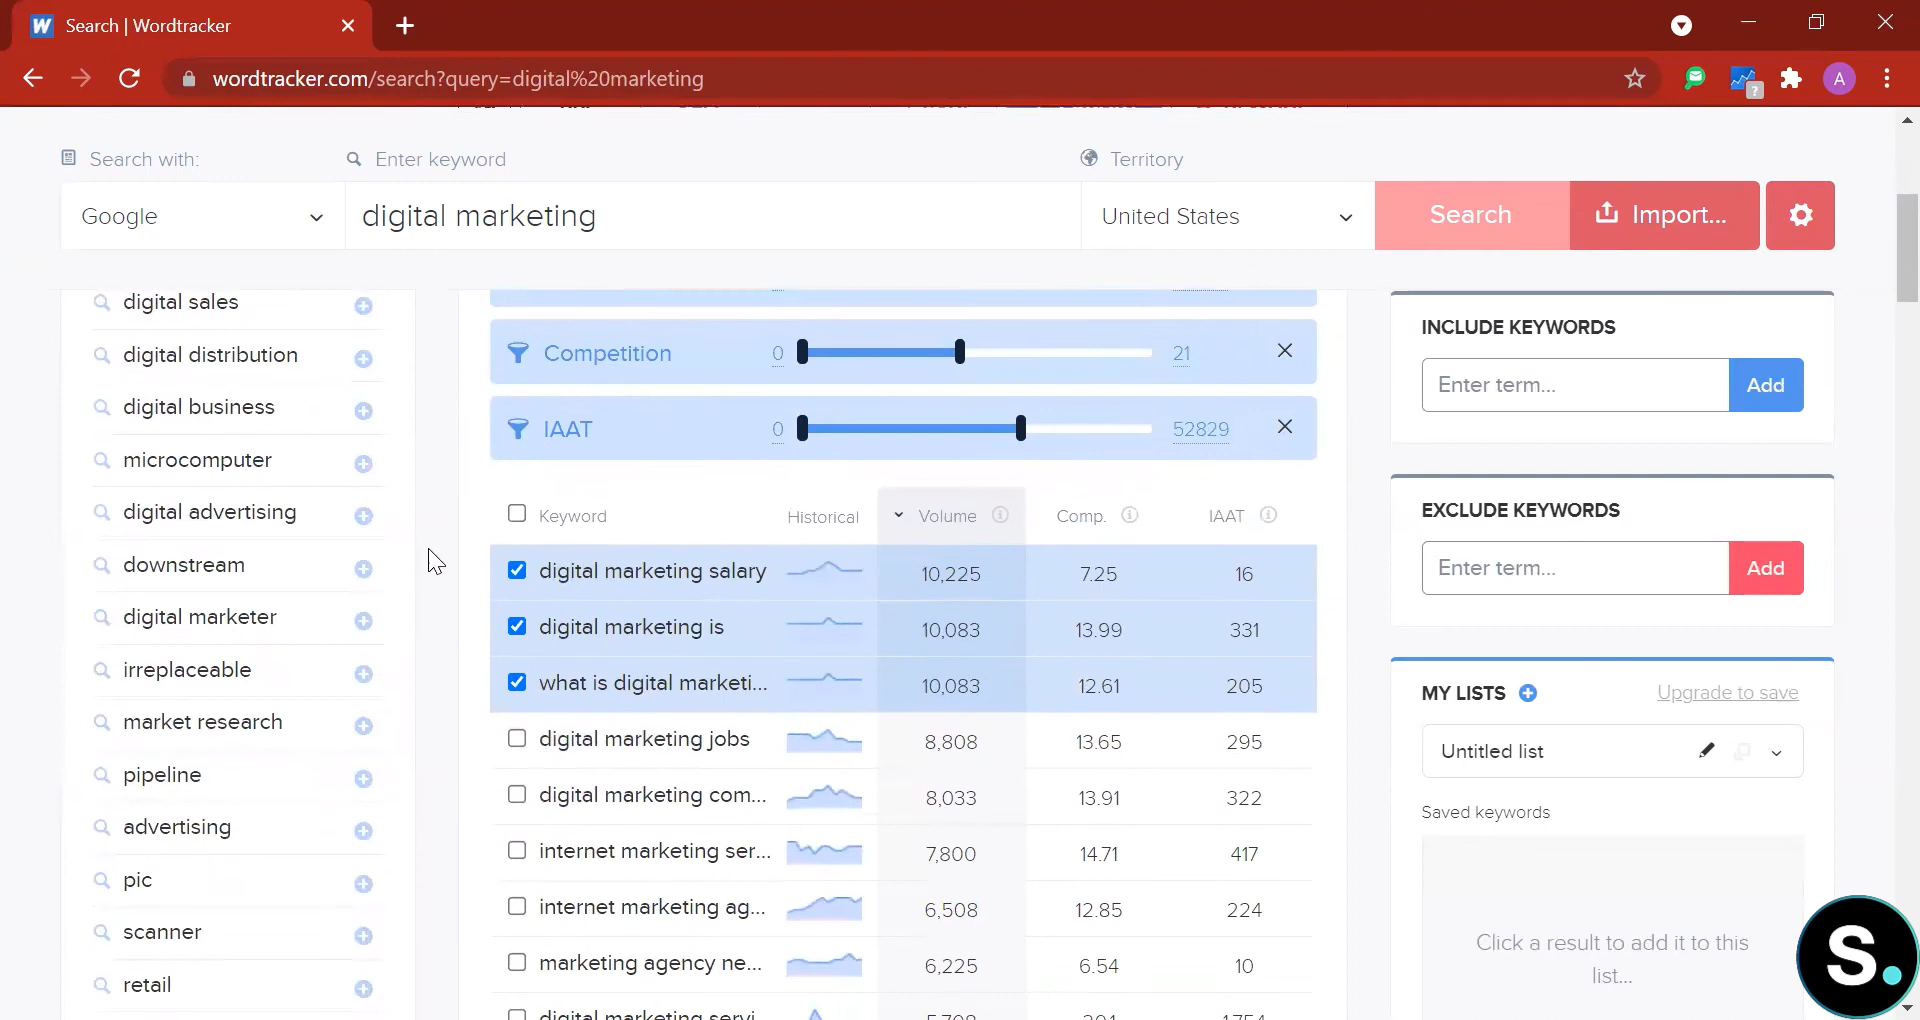 W Search | Wordtracker
wordtracker.com/search?query=digital%20marketing
?
A
Search with:
Enter keyword
Territory
Google
digital marketing
United States
Search
Import...
digital sales
digital distribution
digital business
microcomputer
digital advertising
downstream
digital marketer
irreplaceable
market research
pipeline
advertising
pic
scanner
retail
Competition 0 21
IAAT 0 52829
Keyword Historical Volume Comp. IAAT
digital marketing salary 10,225 7.25 16
digital marketing is 10,083 13.99 331
what is digital marketi... 10,083 12.61 205
digital marketing jobs 8,808 13.65 295
digital marketing com... 8,033 13.91 322
internet marketing ser... 7,800 14.71 417
internet marketing ag... 6,508 12.85 224
marketing agency ne... 6,225 6.54 10
digital marketing servi...
INCLUDE KEYWORDS
Enter term...
Add
EXCLUDE KEYWORDS
Enter term...
Add
MY LISTS
Upgrade to save
Untitled list
Saved keywords
Click a result to add it to this
list...
S.